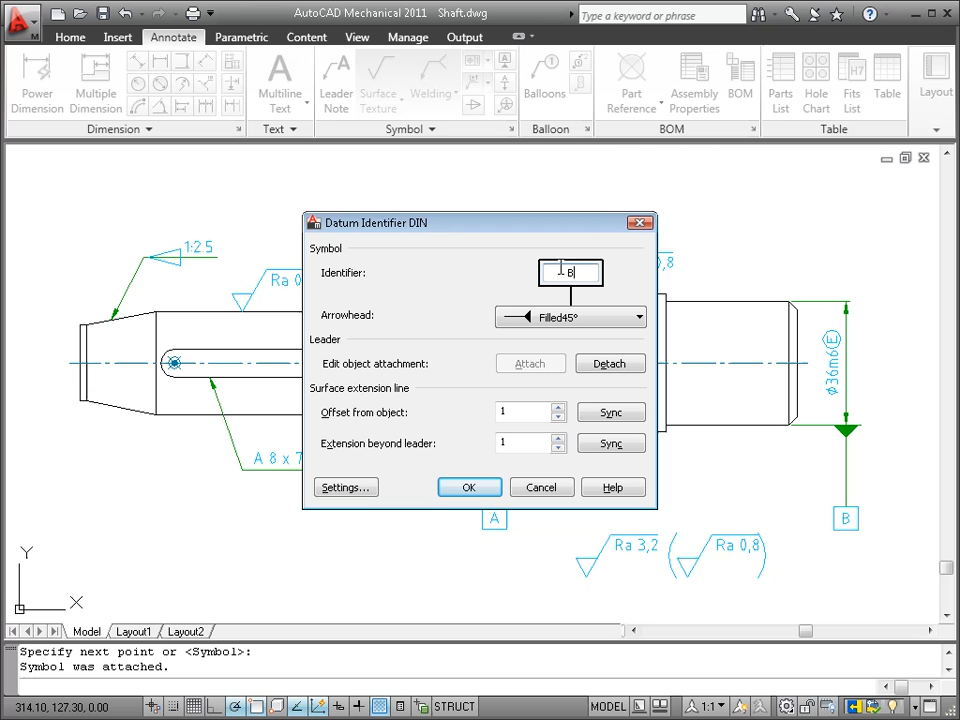 AutoCAD Mechanical 2011 Shaft.dwg
Type a keyword or phrase
Home Insert Annotate Parametric Content View Manage Output
Power Dimension
Multiple Dimension
Multiline Text
Leader Note
Surface Texture
Welding
Balloons
Part Reference
Assembly Properties
BOM
Parts List
Hole Chart
Fits List
Table
Layout
Dimension Text Symbol Balloon BOM Table
Datum Identifier DIN
Symbol
Identifier: B
Arrowhead: Filled45°
Leader
Edit object attachment: Attach Detach
Surface extension line
Offset from object: 1 Sync
Extension beyond leader: 1 Sync
Settings... OK Cancel Help
1:2.5
Ra 0
0,8
ϕ36m6Ⓔ
A 8 x 7
A
B
Ra 3,2 ( Ra 0,8 )
Y
X
Model Layout1 Layout2
Specify next point or <Symbol>:
Symbol was attached.
314.10, 127.30, 0.00 STRUCT MODEL 1:1